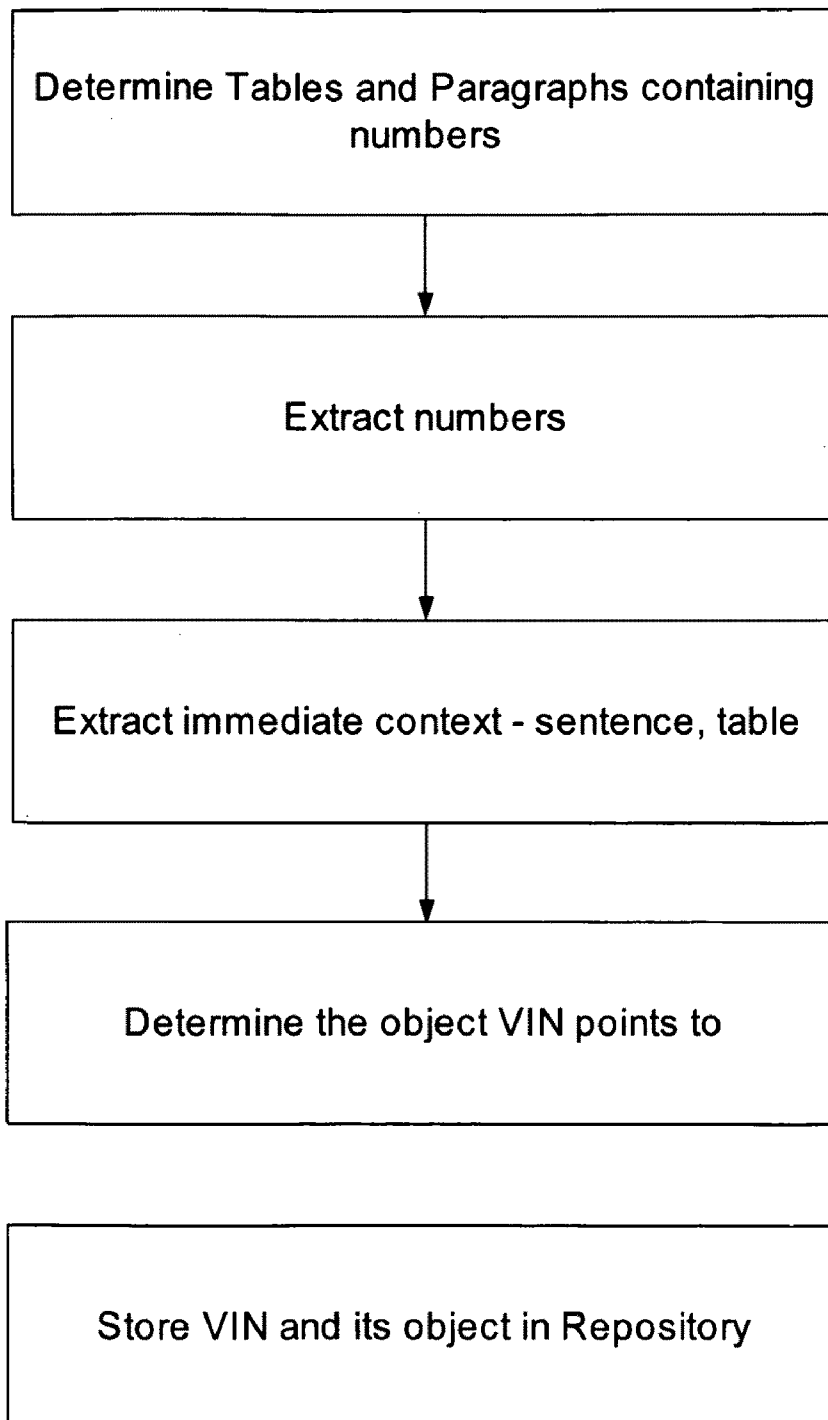 Determine Tables and Paragraphs containing
numbers
Extract numbers
Extract immediate context - sentence, table
Determine the object VIN points to
Store VIN and its object in Repository